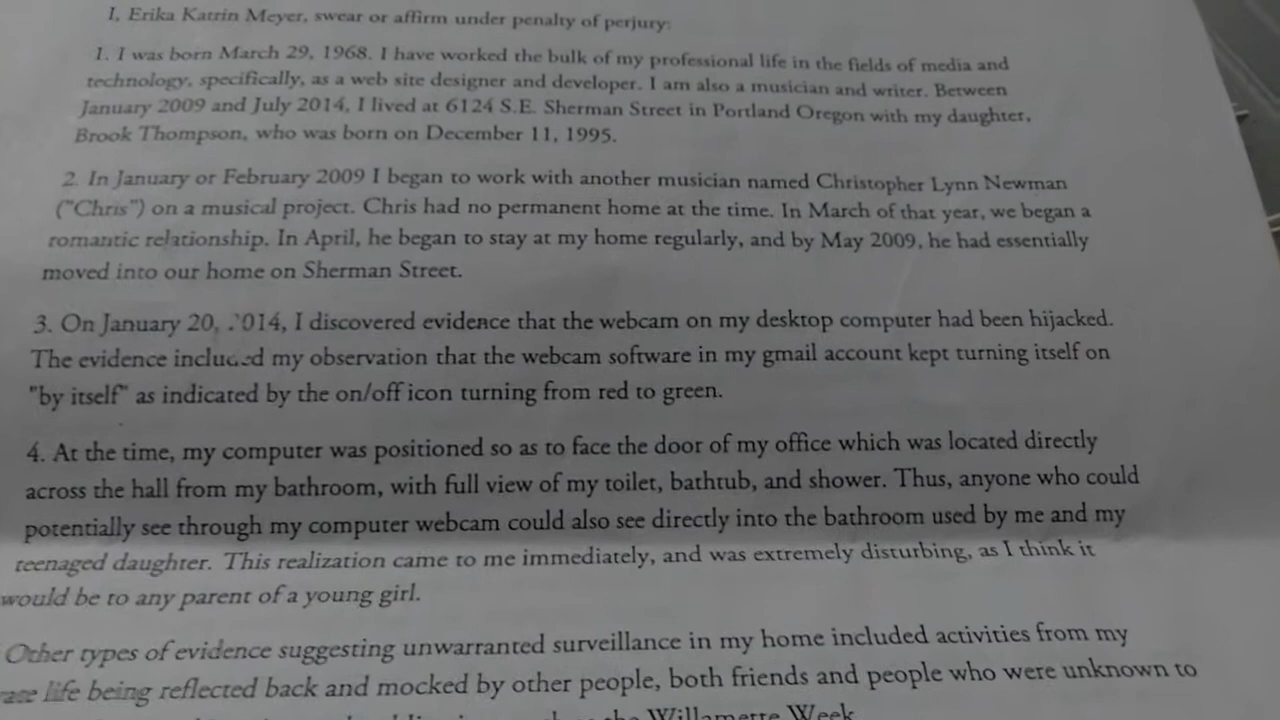 I, Erika Katrin Meyer, swear or affirm under penalty of perjury:
1. I was born March 29, 1968. I have worked the bulk of my professional life in the fields of media and
technology, specifically, as a web site designer and developer. I am also a musician and writer. Between
January 2009 and July 2014, I lived at 6124 S.E. Sherman Street in Portland Oregon with my daughter,
Brook Thompson, who was born on December 11, 1995.
2. In January or February 2009 I began to work with another musician named Christopher Lynn Newman
("Chris") on a musical project. Chris had no permanent home at the time. In March of that year, we began a
romantic relationship. In April, he began to stay at my home regularly, and by May 2009, he had essentially
moved into our home on Sherman Street.
3. On January 20, 2014, I discovered evidence that the webcam on my desktop computer had been hijacked.
The evidence included my observation that the webcam software in my gmail account kept turning itself on
"by itself" as indicated by the on/off icon turning from red to green.
4. At the time, my computer was positioned so as to face the door of my office which was located directly
across the hall from my bathroom, with full view of my toilet, bathtub, and shower. Thus, anyone who could
potentially see through my computer webcam could also see directly into the bathroom used by me and my
teenaged daughter. This realization came to me immediately, and was extremely disturbing, as I think it
would be to any parent of a young girl.
Other types of evidence suggesting unwarranted surveillance in my home included activities from my
life being reflected back and mocked by other people, both friends and people who were unknown to
the Willamette Week